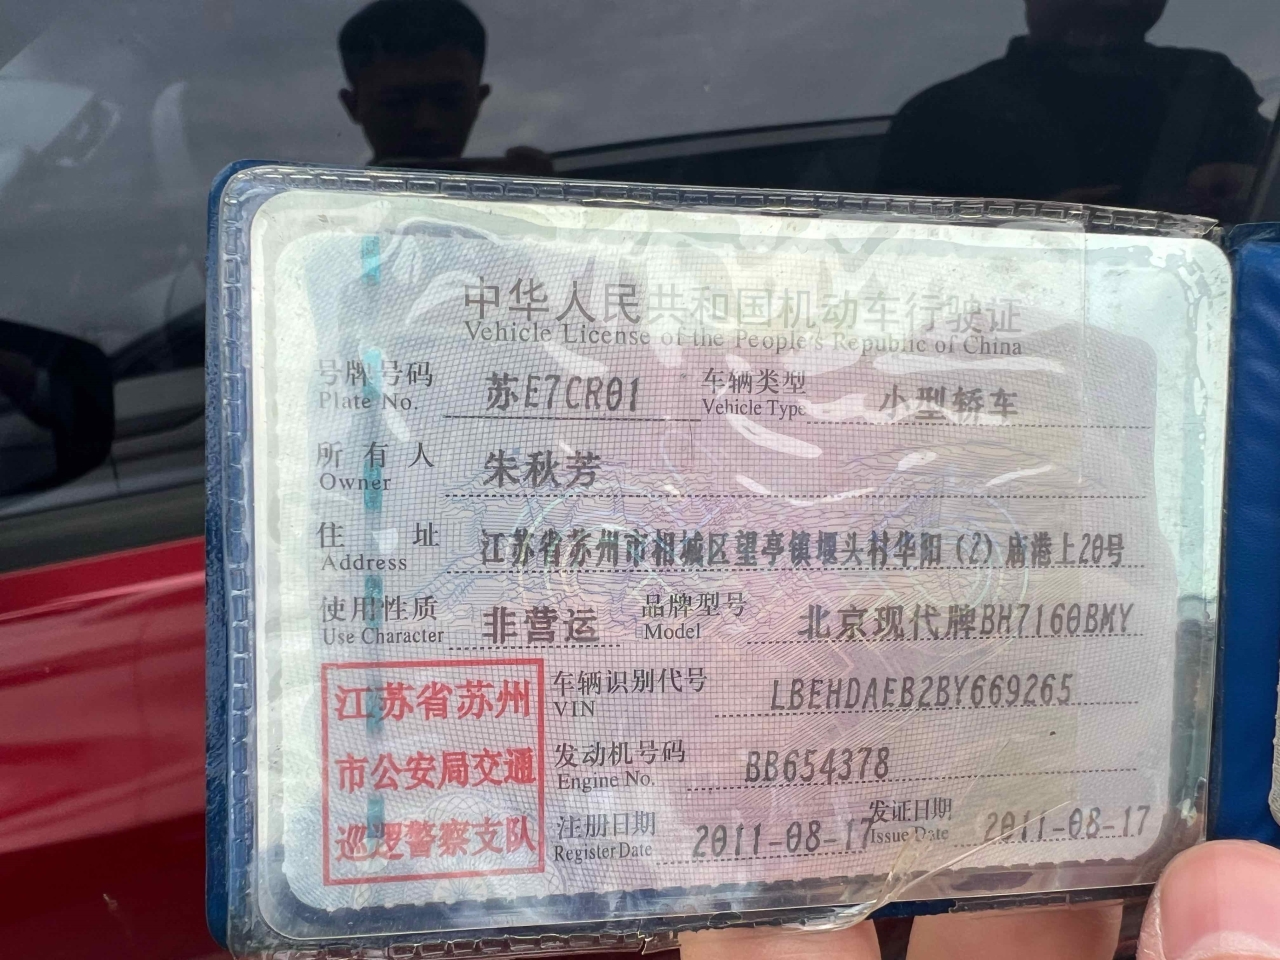 中华人民共和国机动车行驶证
Vehicle License of the People's Republic of China
号牌号码 苏E7CR01 车辆类型 小型轿车
Plate No. Vehicle Type
所有人 朱秋芳
Owner
住址 江苏省苏州市相城区望亭镇堰头村华阳(2)庙港上20号
Address
使用性质 非营运 品牌型号 北京现代牌BH7160BMY
Use Character Model
江苏省苏州
市公安局交通
巡逻警察支队
车辆识别代号 LBEHDAEB2BY669265
VIN
发动机号码 BB654378
Engine No.
注册日期 2011-08-17 发证日期 2011-08-17
Register Date Issue Date